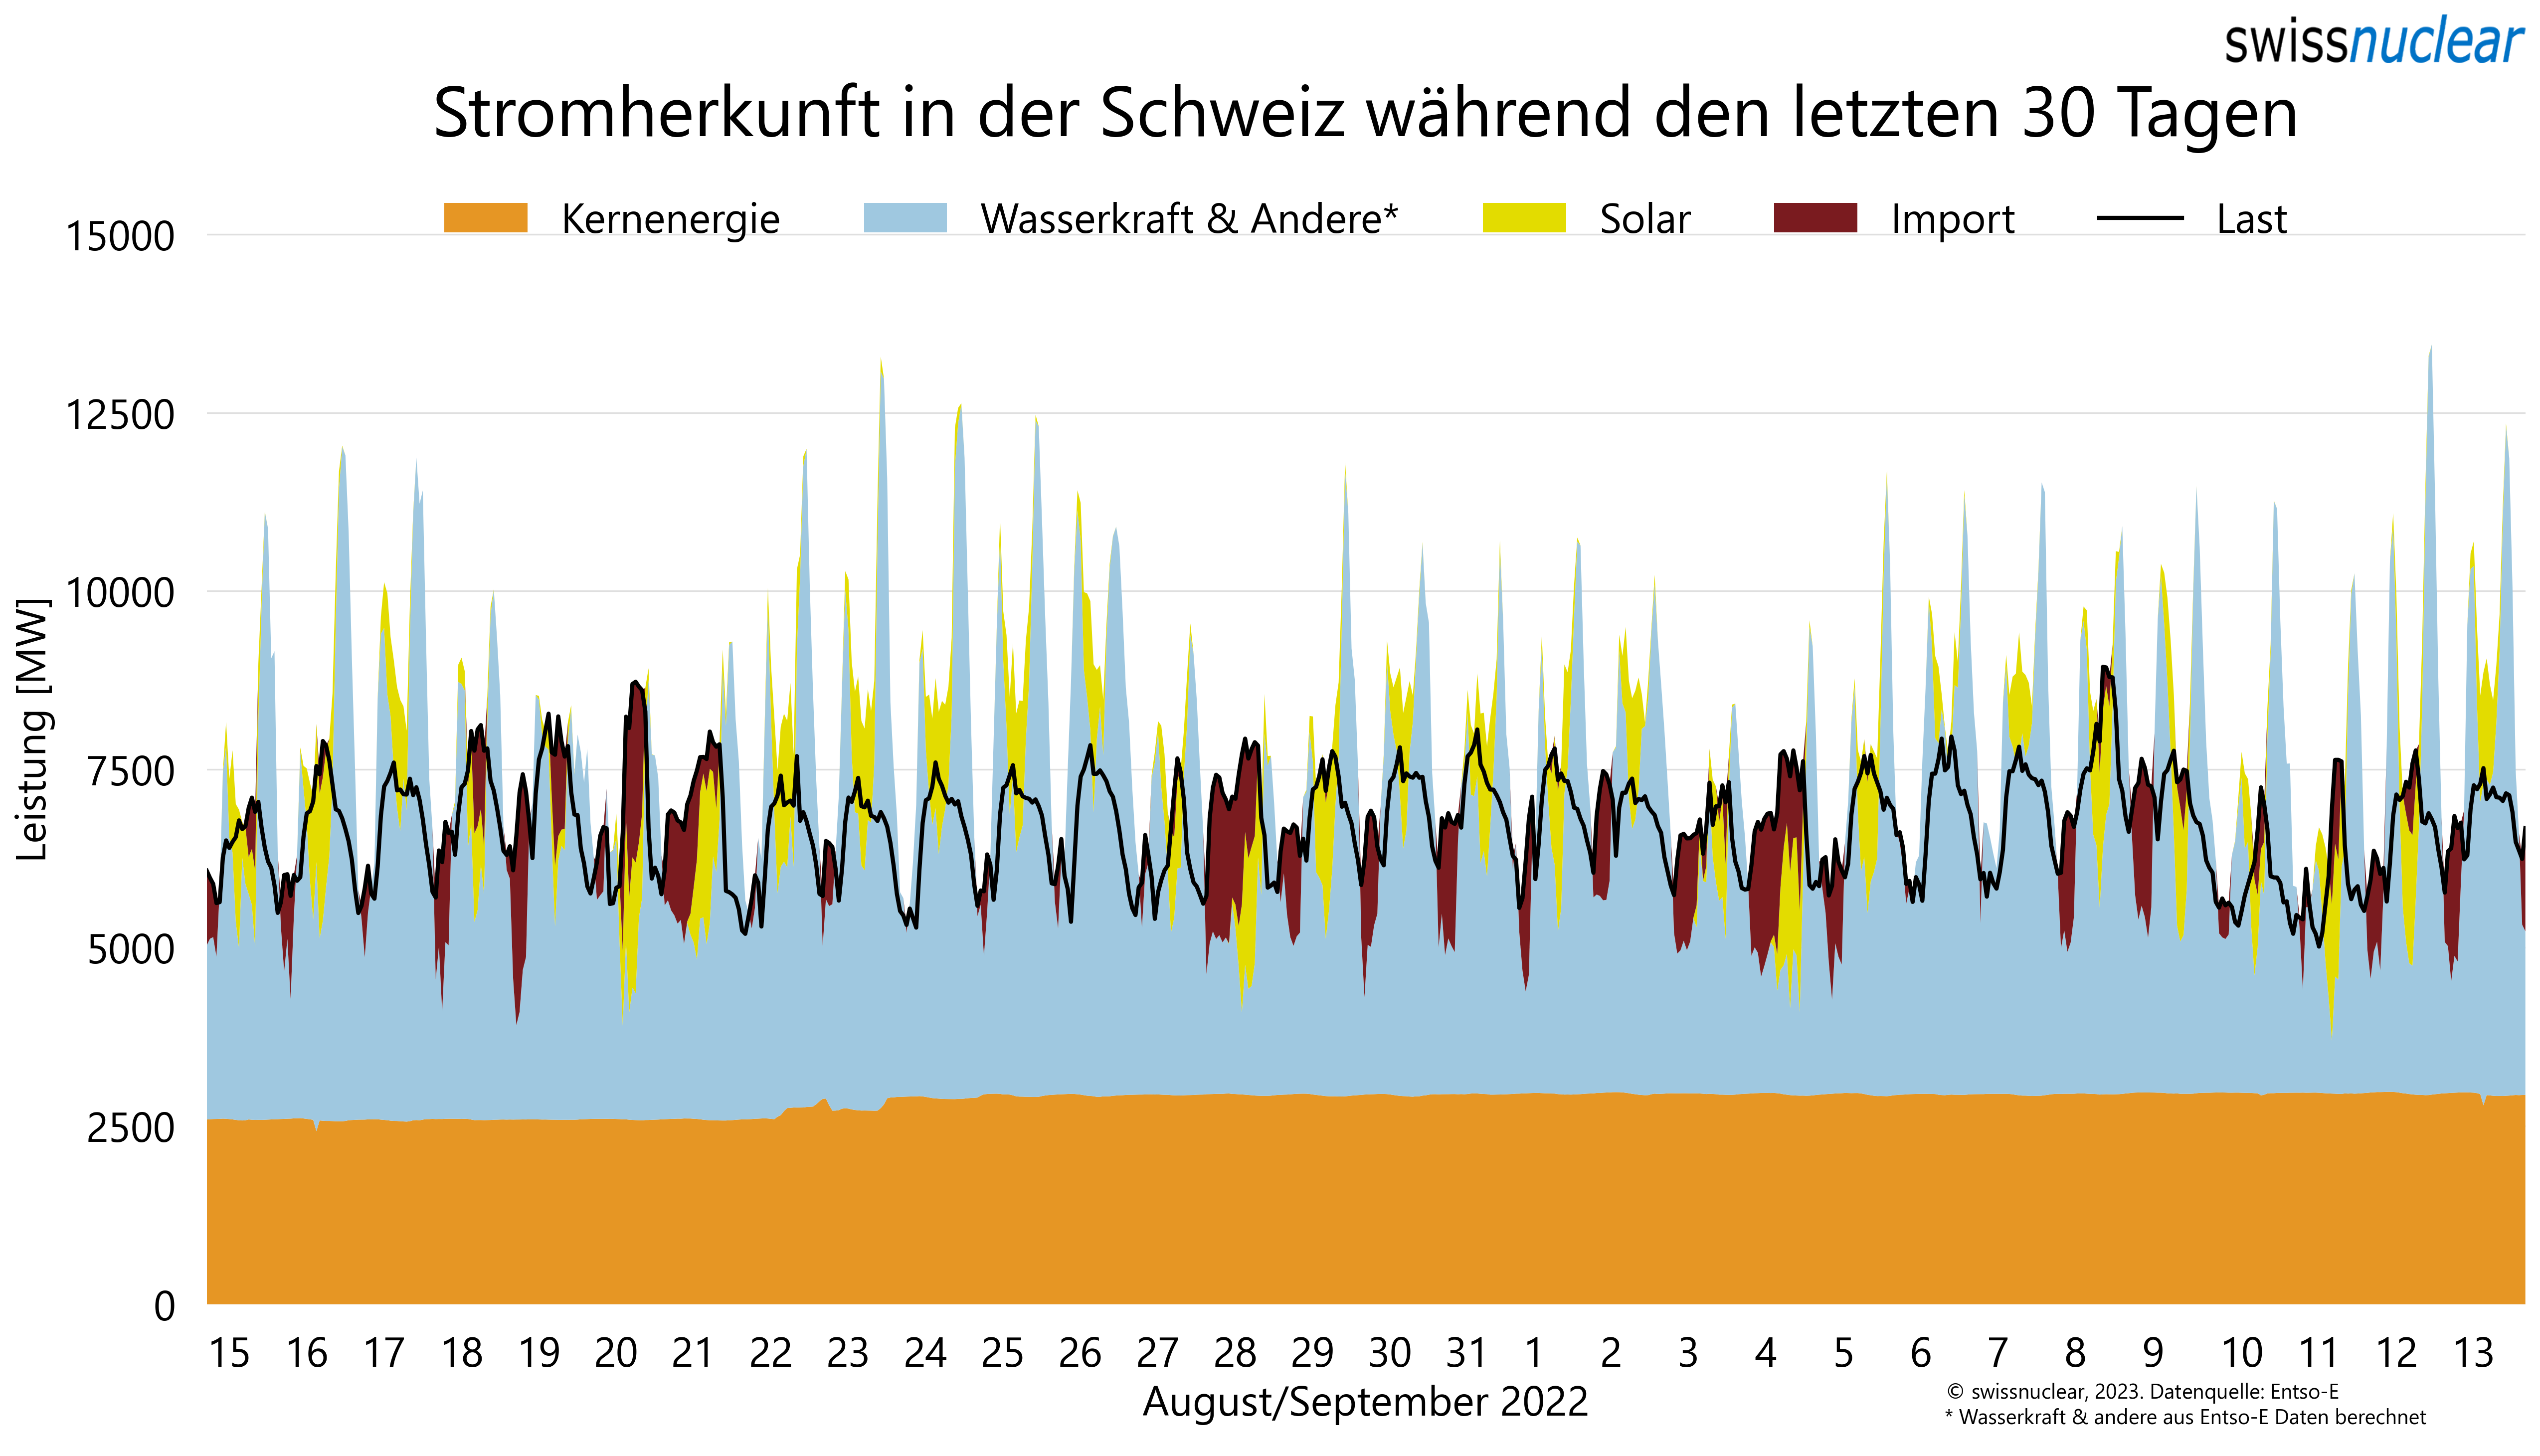 swissnuclear
Stromherkunft in der Schweiz während den letzten 30 Tagen
Kernenergie Wasserkraft & Andere* Solar Import Last
15000
12500
10000
7500
5000
2500
0
Leistung [MW]
15 16 17 18 19 20 21 22 23 24 25 26 27 28 29 30 31 1 2 3 4 5 6 7 8 9 10 11 12 13
August/September 2022
© swissnuclear, 2023. Datenquelle: Entso-E
* Wasserkraft & andere aus Entso-E Daten berechnet